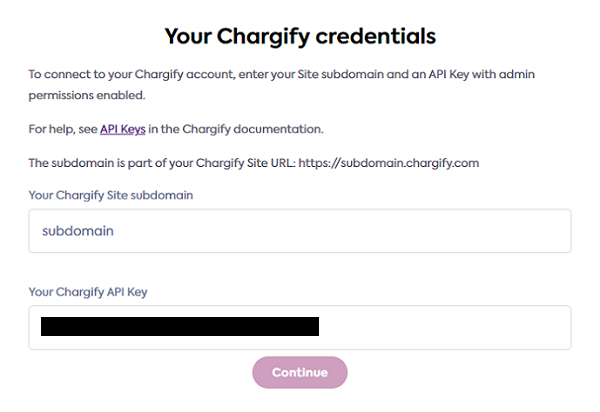 Your Chargify credentials
To connect to your Chargify account, enter your Site subdomain and an API Key with admin
permissions enabled.
For help, see API Keys in the Chargify documentation.
The subdomain is part of your Chargify Site URL: https://subdomain.chargify.com
Your Chargify Site subdomain
subdomain
Your Chargify API Key
Continue